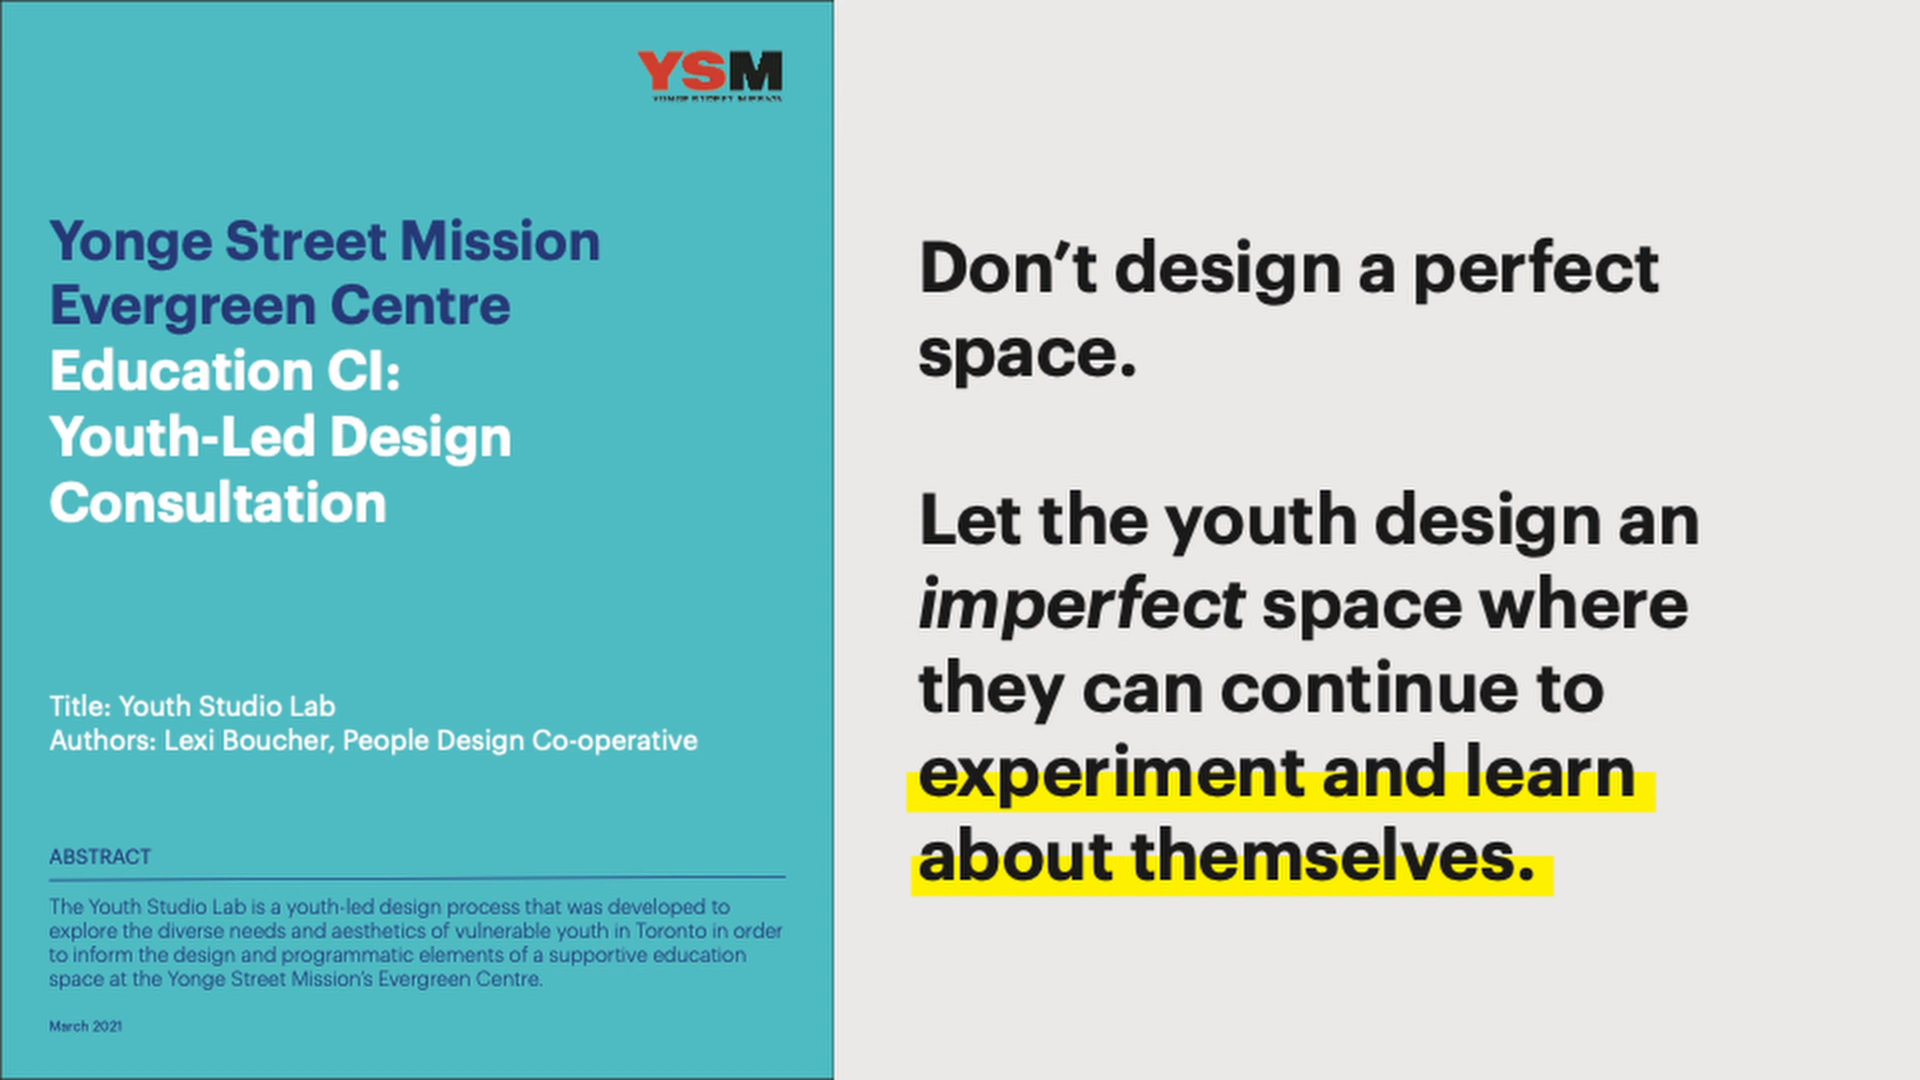 YSM
Yonge Street Mission
Evergreen Centre
Education CI:
Youth-Led Design
Consultation
Title: Youth Studio Lab
Authors: Lexi Boucher, People Design Co-operative
ABSTRACT
The Youth Studio Lab is a youth-led design process that was developed to
explore the diverse needs and aesthetics of vulnerable youth in Toronto in order
to inform the design and programmatic elements of a supportive education
space at the Yonge Street Mission's Evergreen Centre.
March 2021
Don’t design a perfect
space.
Let the youth design an
imperfect space where
they can continue to
experiment and learn
about themselves.